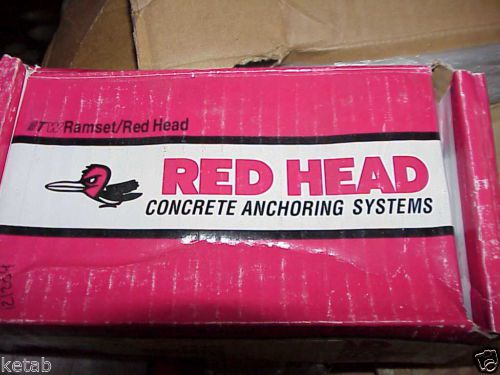 ITW Ramset/Red Head
RED HEAD
CONCRETE ANCHORING SYSTEMS
ketab